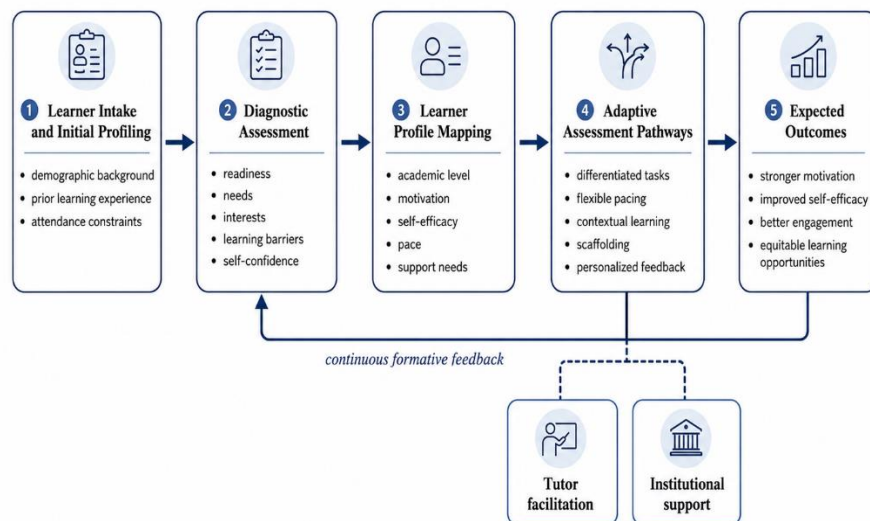 1 Learner Intake
and Initial Profiling
• demographic background
• prior learning experience
• attendance constraints
2 Diagnostic
Assessment
• readiness
• needs
• interests
• learning barriers
• self-confidence
3 Learner
Profile Mapping
• academic level
• motivation
• self-efficacy
• pace
• support needs
4 Adaptive
Assessment Pathways
• differentiated tasks
• flexible pacing
• contextual learning
• scaffolding
• personalized feedback
5 Expected
Outcomes
• stronger motivation
• improved self-efficacy
• better engagement
• equitable learning
opportunities
continuous formative feedback
Tutor
facilitation
Institutional
support